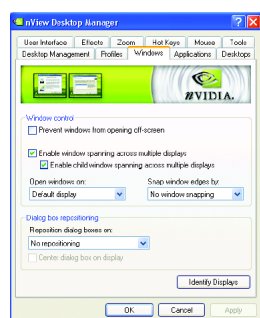 nView Desktop Manager
User Interface Effects Zoom Hot Keys Mouse Tools
Desktop Management Profiles Windows Applications Desktops
NVIDIA.
Window control
Prevent windows from opening off-screen
Enable window spanning across multiple displays
Enable child window spanning across multiple displays
Open windows on: Snap window edges by:
Default display No window snapping
Dialog box repositioning
Reposition dialog boxes on:
No repositioning
Center dialog box on display
Identify Displays
OK Cancel Apply